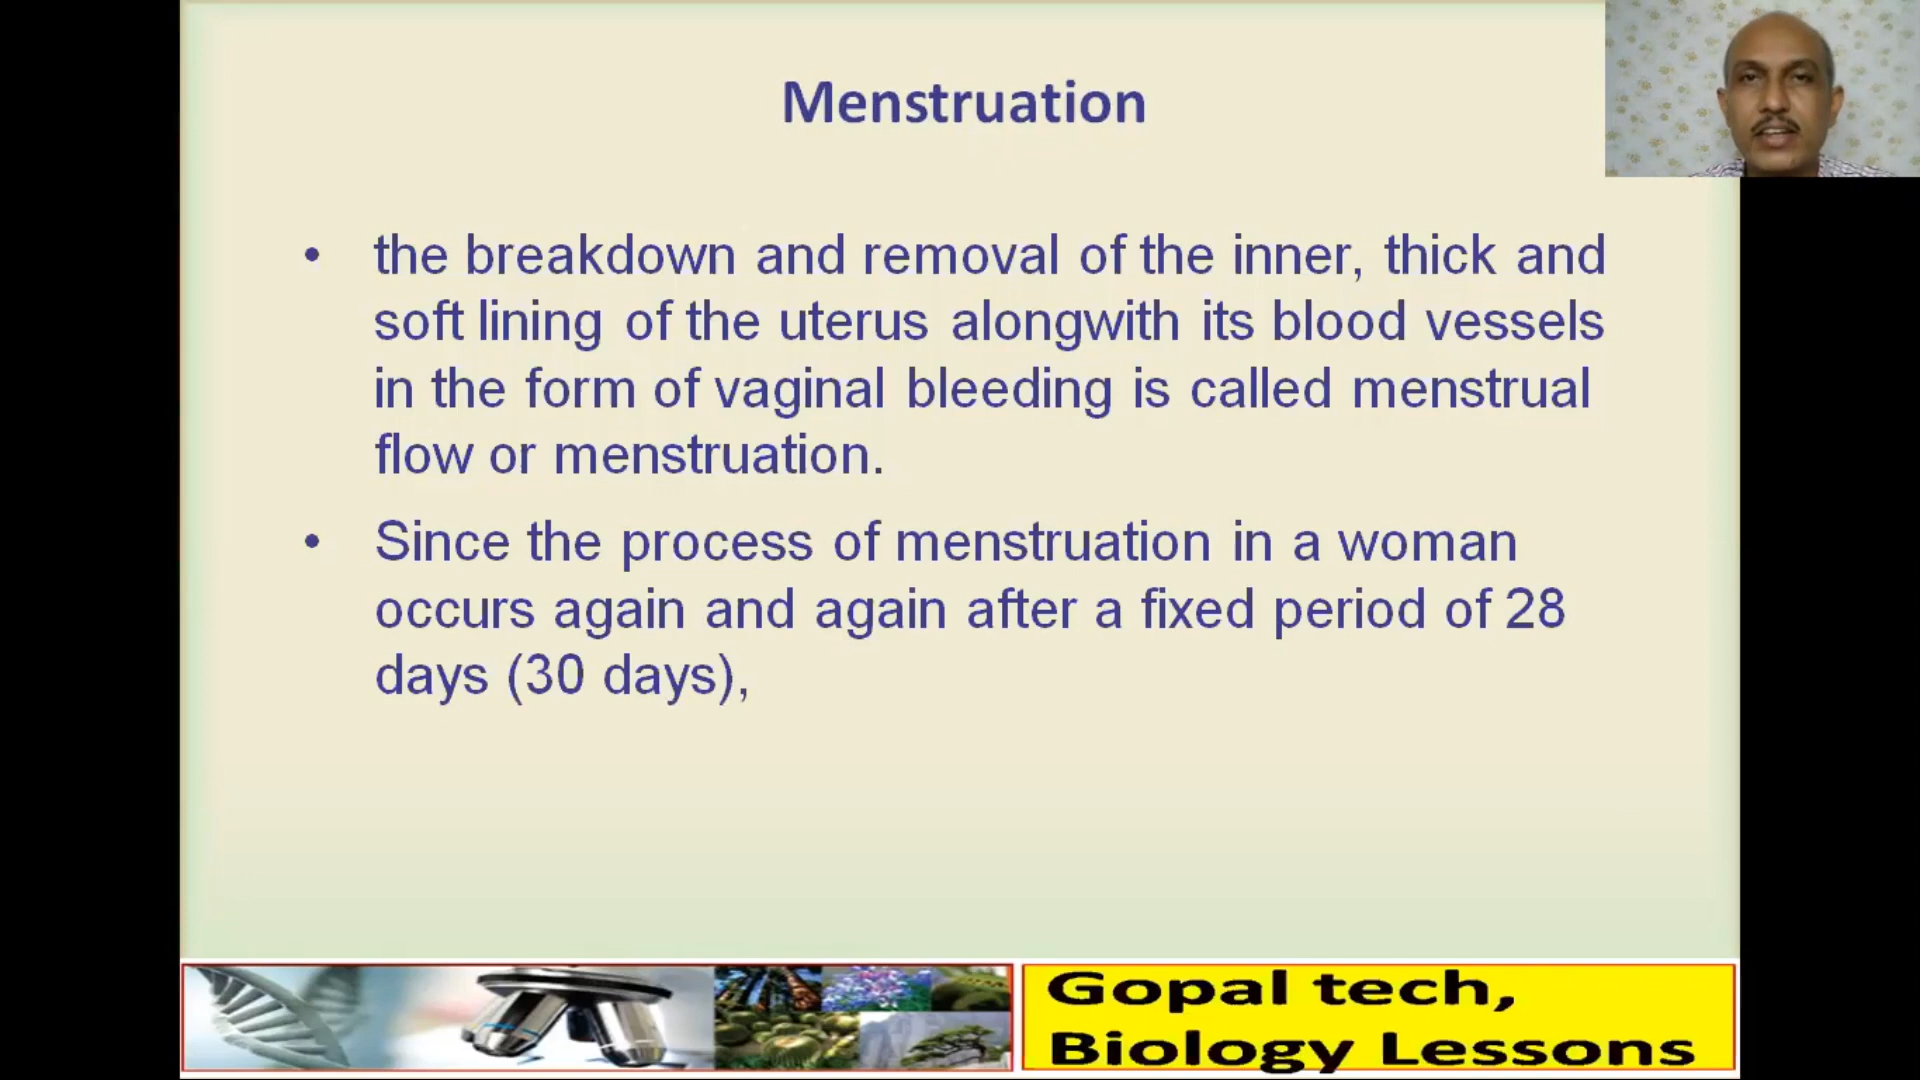 Menstruation
• the breakdown and removal of the inner, thick and
soft lining of the uterus alongwith its blood vessels
in the form of vaginal bleeding is called menstrual
flow or menstruation.
• Since the process of menstruation in a woman
occurs again and again after a fixed period of 28
days (30 days),
Gopal tech,
Biology Lessons